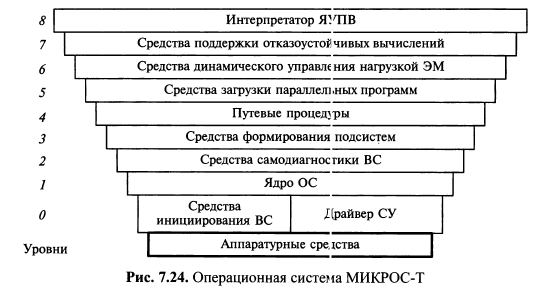 8 Интерпретатор ЯУПВ
7 Средства поддержки отказоустойчивых вычислений
6 Средства динамического управления нагрузкой ЭМ
5 Средства загрузки параллельных программ
4 Путевые процедуры
3 Средства формирования подсистем
2 Средства самодиагностики ВС
1 Ядро ОС
0 Средства инициирования ВС Драйвер СУ
Уровни Аппаратурные средства
Рис. 7.24. Операционная система МИКРОС-Т